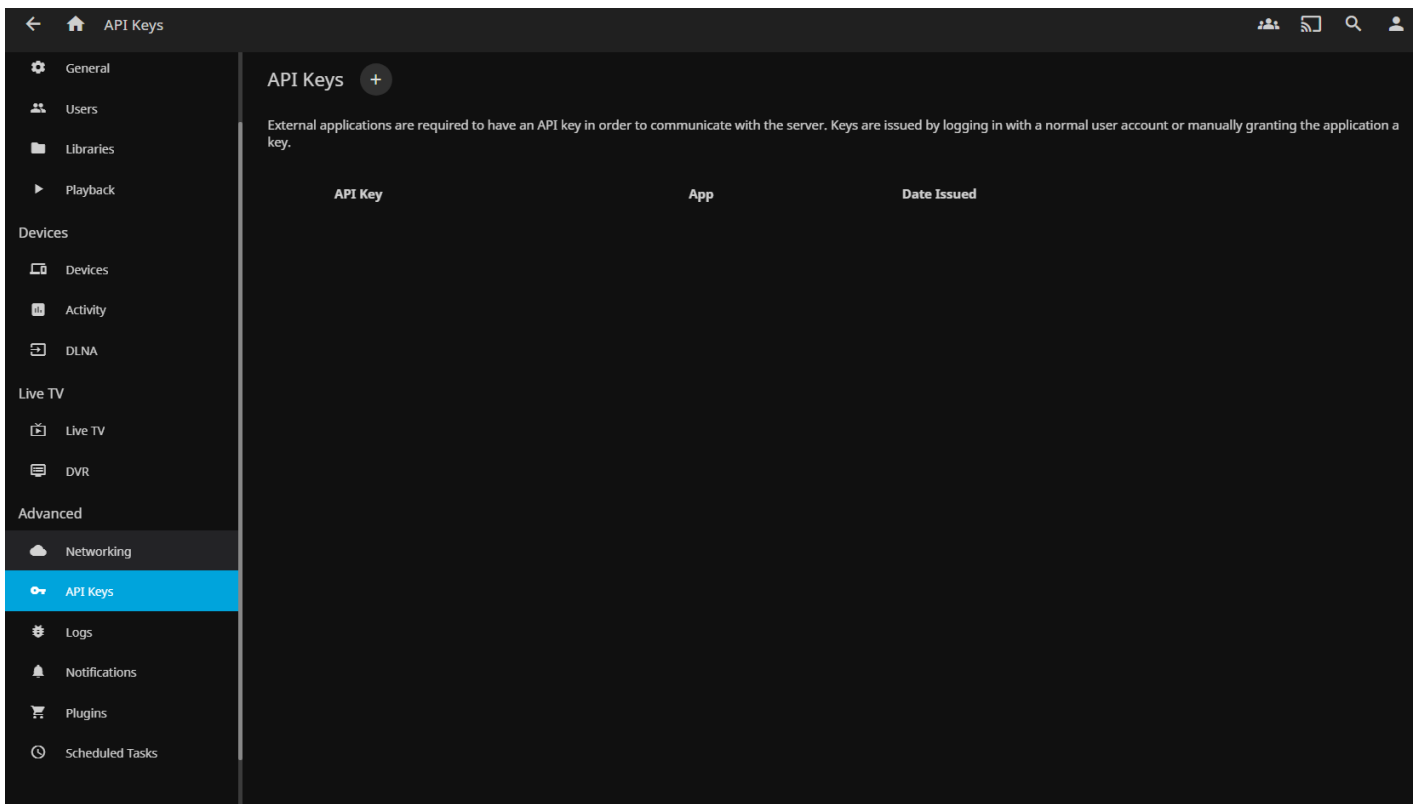 API Keys
General
Users
Libraries
Playback
Devices
Devices
Activity
DLNA
Live TV
Live TV
DVR
Advanced
Networking
API Keys
Logs
Notifications
Plugins
Scheduled Tasks
API Keys
External applications are required to have an API key in order to communicate with the server. Keys are issued by logging in with a normal user account or manually granting the application a
key.
API Key App Date Issued